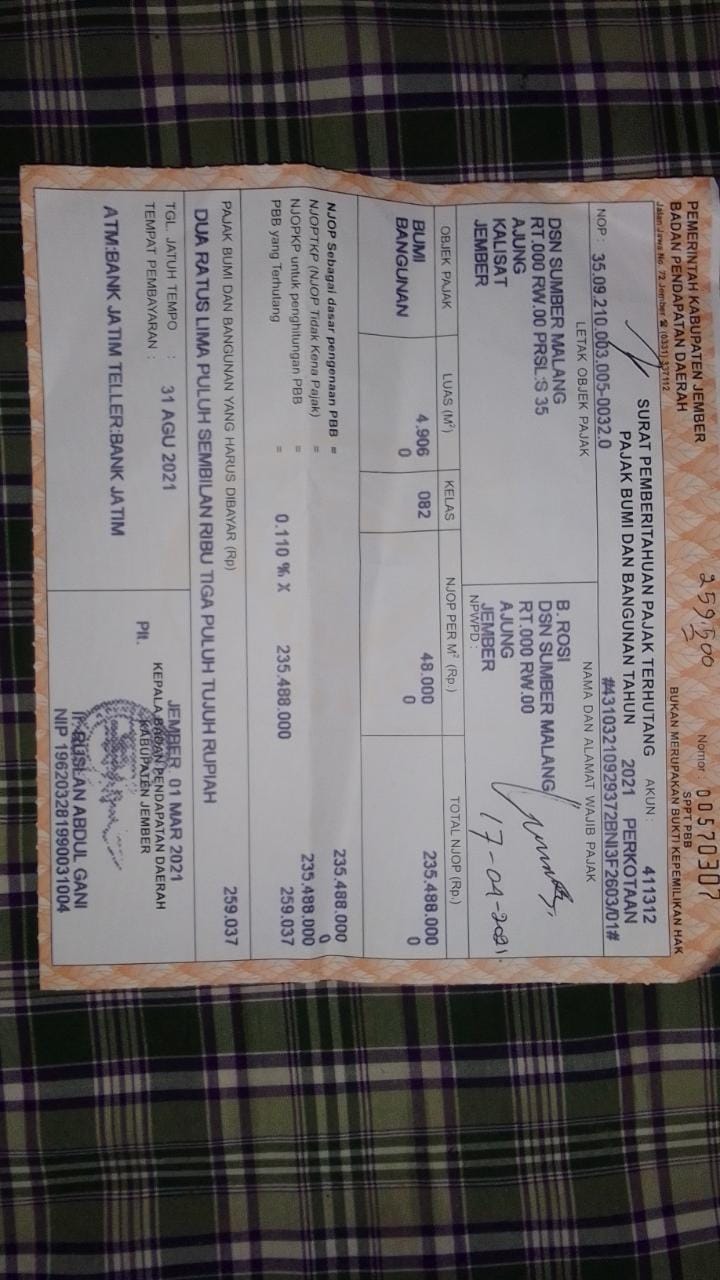 259.500
PEMERINTAH KABUPATEN JEMBER
BADAN PENDAPATAN DAERAH
Jalan Jawa No. 72 Jember ☎ (0331) 337112
Nomor : 00570307
SPPT PBB
BUKAN MERUPAKAN BUKTI KEPEMILIKAN HAK
AKUN : 411312
SURAT PEMBERITAHUAN PAJAK TERHUTANG
PAJAK BUMI DAN BANGUNAN TAHUN 2021 PERKOTAAN
NOP : 35.09.210.003.005-0032.0
#43103210929372BNI3F2603/01#
LETAK OBJEK PAJAK
NAMA DAN ALAMAT WAJIB PAJAK
DSN SUMBER MALANG
RT.000 RW.00 PRSL:S 35
AJUNG
KALISAT
JEMBER
B. ROSI
DSN SUMBER MALANG
RT.000 RW.00
AJUNG
JEMBER
NPWPD :
17-04-2021.
OBJEK PAJAK LUAS (M²) KELAS NJOP PER M² (Rp.) TOTAL NJOP (Rp.)
BUMI 4.906 082 48.000 235.488.000
BANGUNAN 0 0 0
NJOP Sebagai dasar pengenaan PBB = 235.488.000
NJOPTKP (NJOP Tidak Kena Pajak) = 0
NJOPKP untuk penghitungan PBB = 235.488.000
PBB yang Terhutang = 0.110 % X 235.488.000 259.037
PAJAK BUMI DAN BANGUNAN YANG HARUS DIBAYAR (Rp) 259.037
DUA RATUS LIMA PULUH SEMBILAN RIBU TIGA PULUH TUJUH RUPIAH
TGL. JATUH TEMPO : 31 AGU 2021
TEMPAT PEMBAYARAN :
ATM:BANK JATIM TELLER:BANK JATIM
JEMBER, 01 MAR 2021
Plt. KEPALA BADAN PENDAPATAN DAERAH
KABUPATEN JEMBER
RUSLAN ABDUL GANI
NIP 196203281990031004